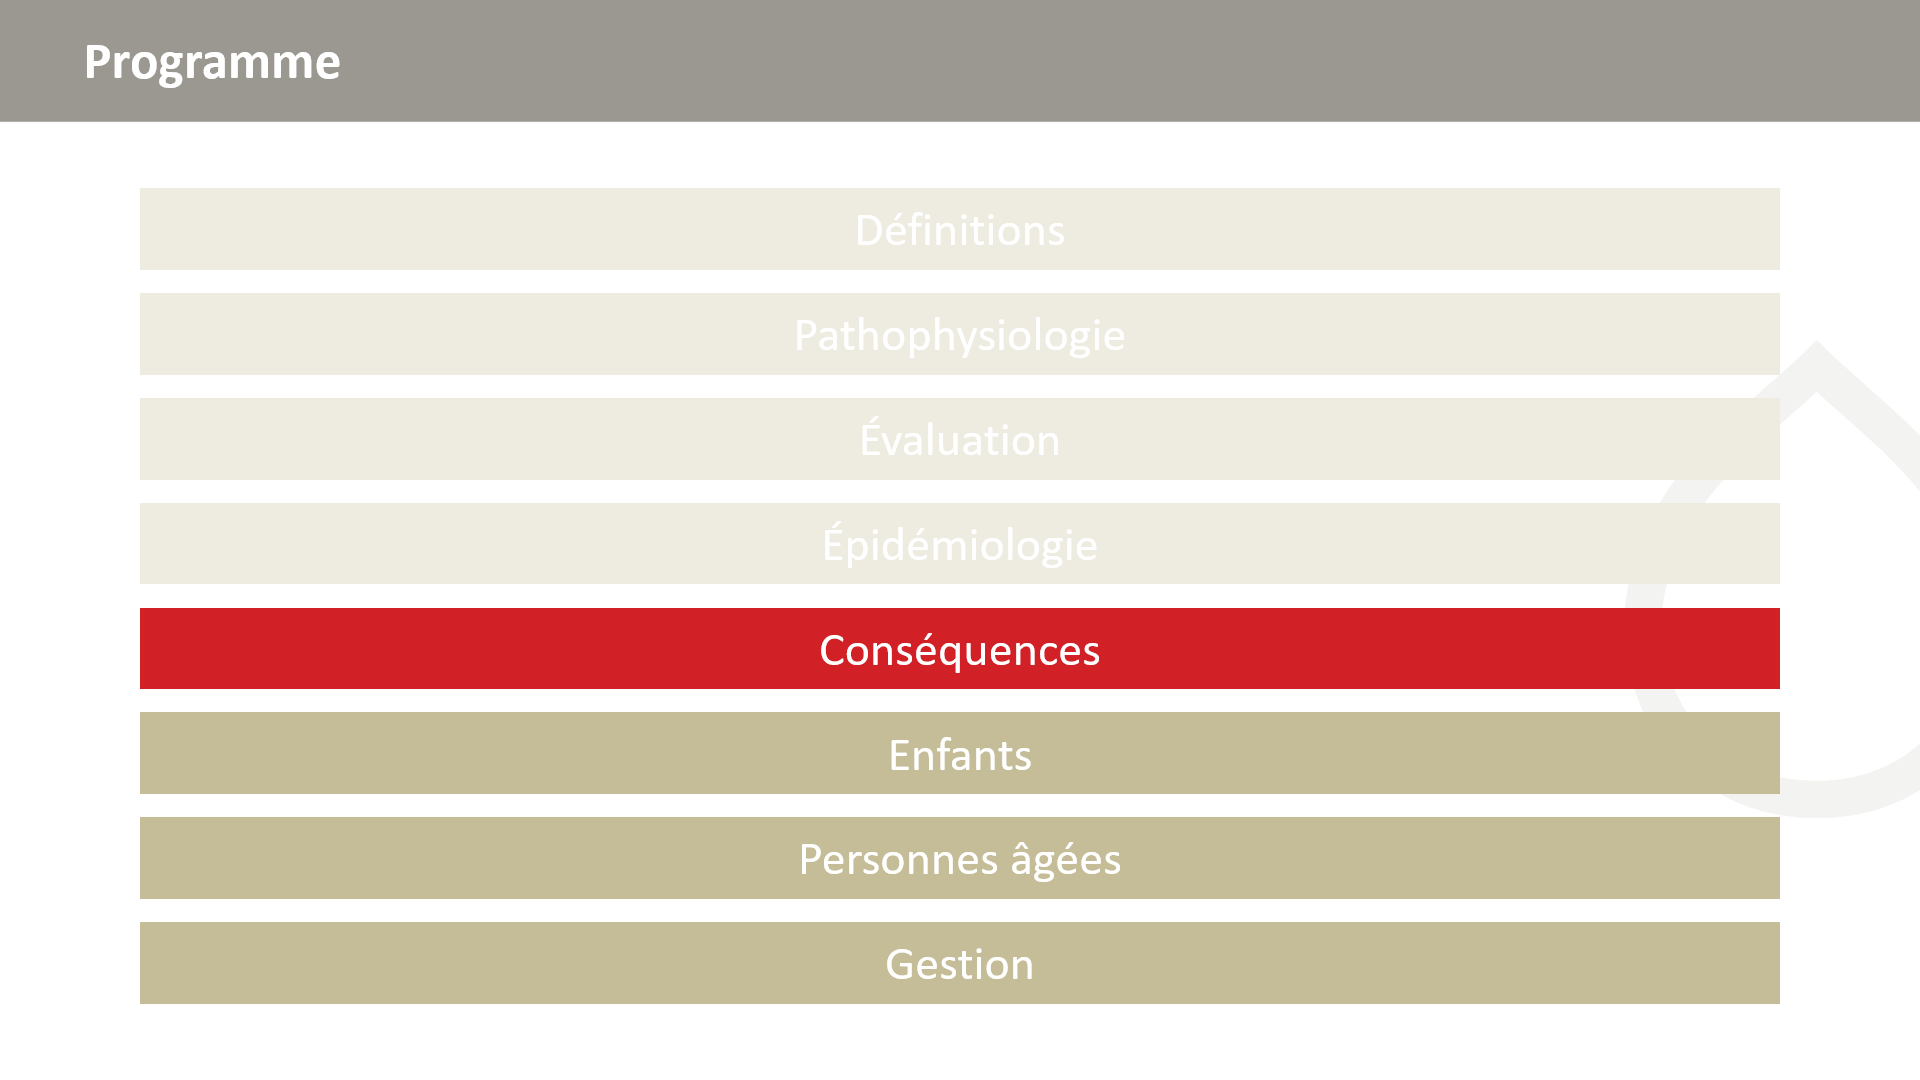 Programme
Définitions
Pathophysiologie
Évaluation
Épidémiologie
Conséquences
Enfants
Personnes âgées
Gestion